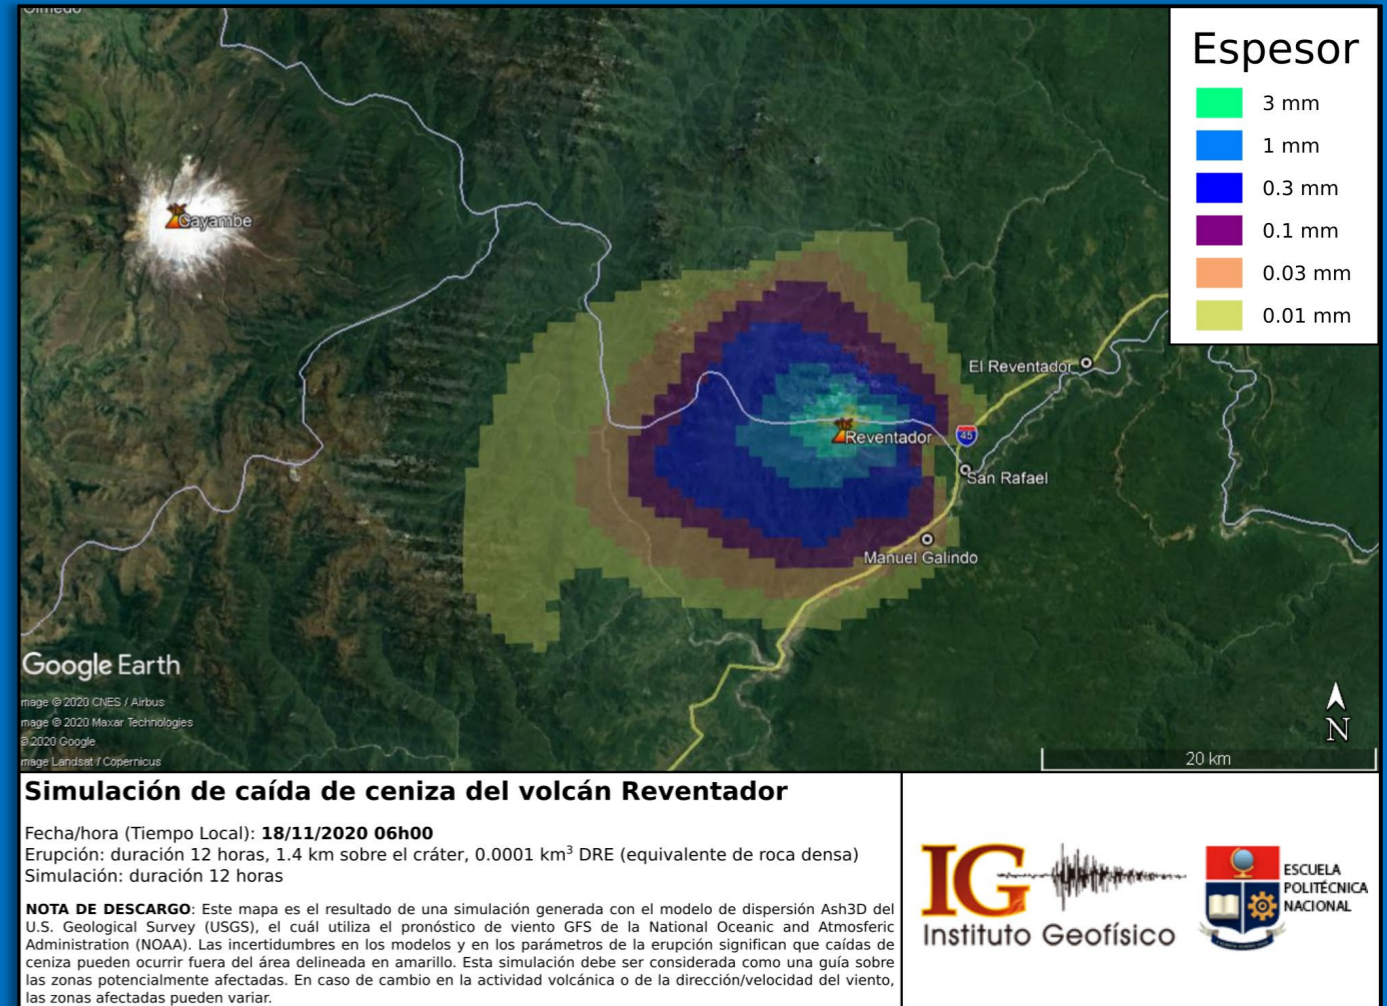 Olmedo
Espesor
3 mm
1 mm
0.3 mm
0.1 mm
0.03 mm
0.01 mm
Cayambe
El Reventador
Reventador
45
San Rafael
Manuel Galindo
Google Earth
mage © 2020 CNES / Airbus
mage © 2020 Maxar Technologies
© 2020 Google
mage Landsat / Copernicus
N
20 km
Simulación de caída de ceniza del volcán Reventador
Fecha/hora (Tiempo Local): 18/11/2020 06h00
Erupción: duración 12 horas, 1.4 km sobre el cráter, 0.0001 km³ DRE (equivalente de roca densa)
Simulación: duración 12 horas
NOTA DE DESCARGO: Este mapa es el resultado de una simulación generada con el modelo de dispersión Ash3D del
U.S. Geological Survey (USGS), el cuál utiliza el pronóstico de viento GFS de la National Oceanic and Atmosferic
Administration (NOAA). Las incertidumbres en los modelos y en los parámetros de la erupción significan que caídas de
ceniza pueden ocurrir fuera del área delineada en amarillo. Esta simulación debe ser considerada como una guía sobre
las zonas potencialmente afectadas. En caso de cambio en la actividad volcánica o de la dirección/velocidad del viento,
las zonas afectadas pueden variar.
IG
Instituto Geofísico
ESCUELA
POLITÉCNICA
NACIONAL